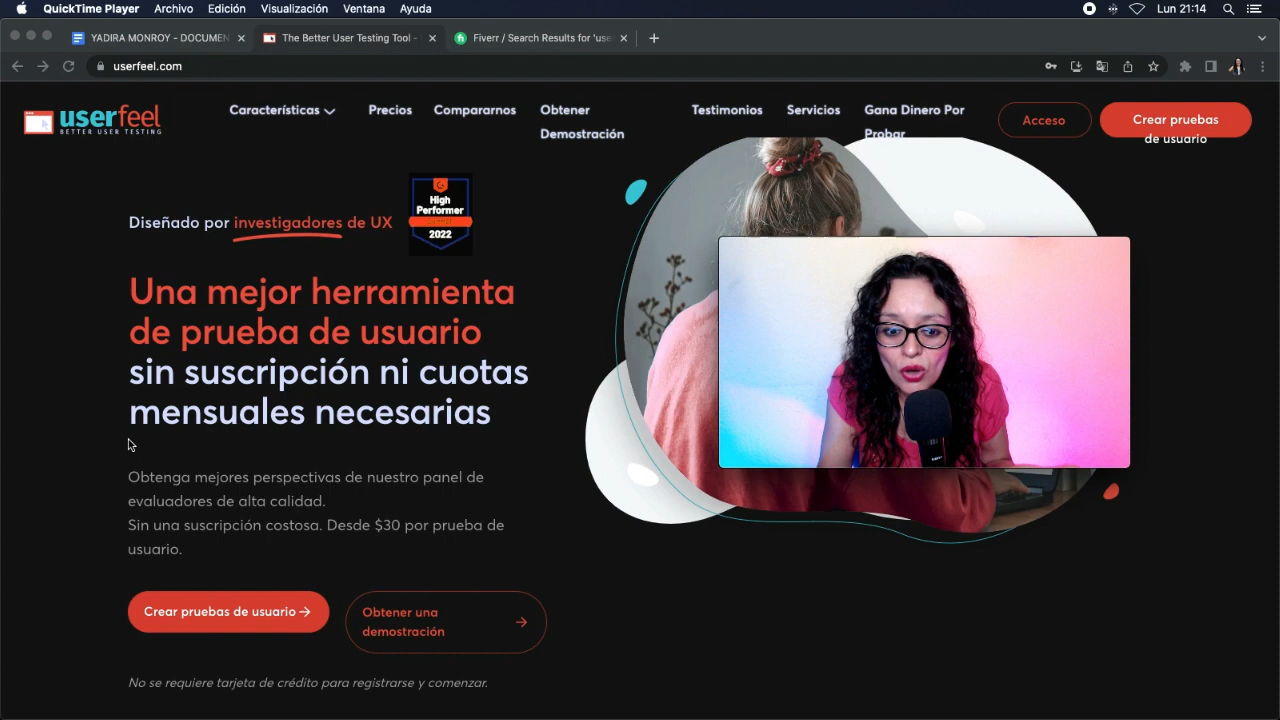 QuickTime Player Archivo Edición Visualización Ventana Ayuda Lun 21:14
YADIRA MONROY - DOCUMEN
The Better User Testing Tool -
Fiverr / Search Results for 'use
userfeel.com
userfeel
BETTER USER TESTING
Características
Precios
Compararnos
Obtener
Demostración
Testimonios
Servicios
Gana Dinero Por
Probar
Acceso
Crear pruebas
de usuario
Diseñado por investigadores de UX
High
Performer
2022
Una mejor herramienta
de prueba de usuario
sin suscripción ni cuotas
mensuales necesarias
Obtenga mejores perspectivas de nuestro panel de
evaluadores de alta calidad.
Sin una suscripción costosa. Desde $30 por prueba de
usuario.
Crear pruebas de usuario
Obtener una
demostración
No se requiere tarjeta de crédito para registrarse y comenzar.